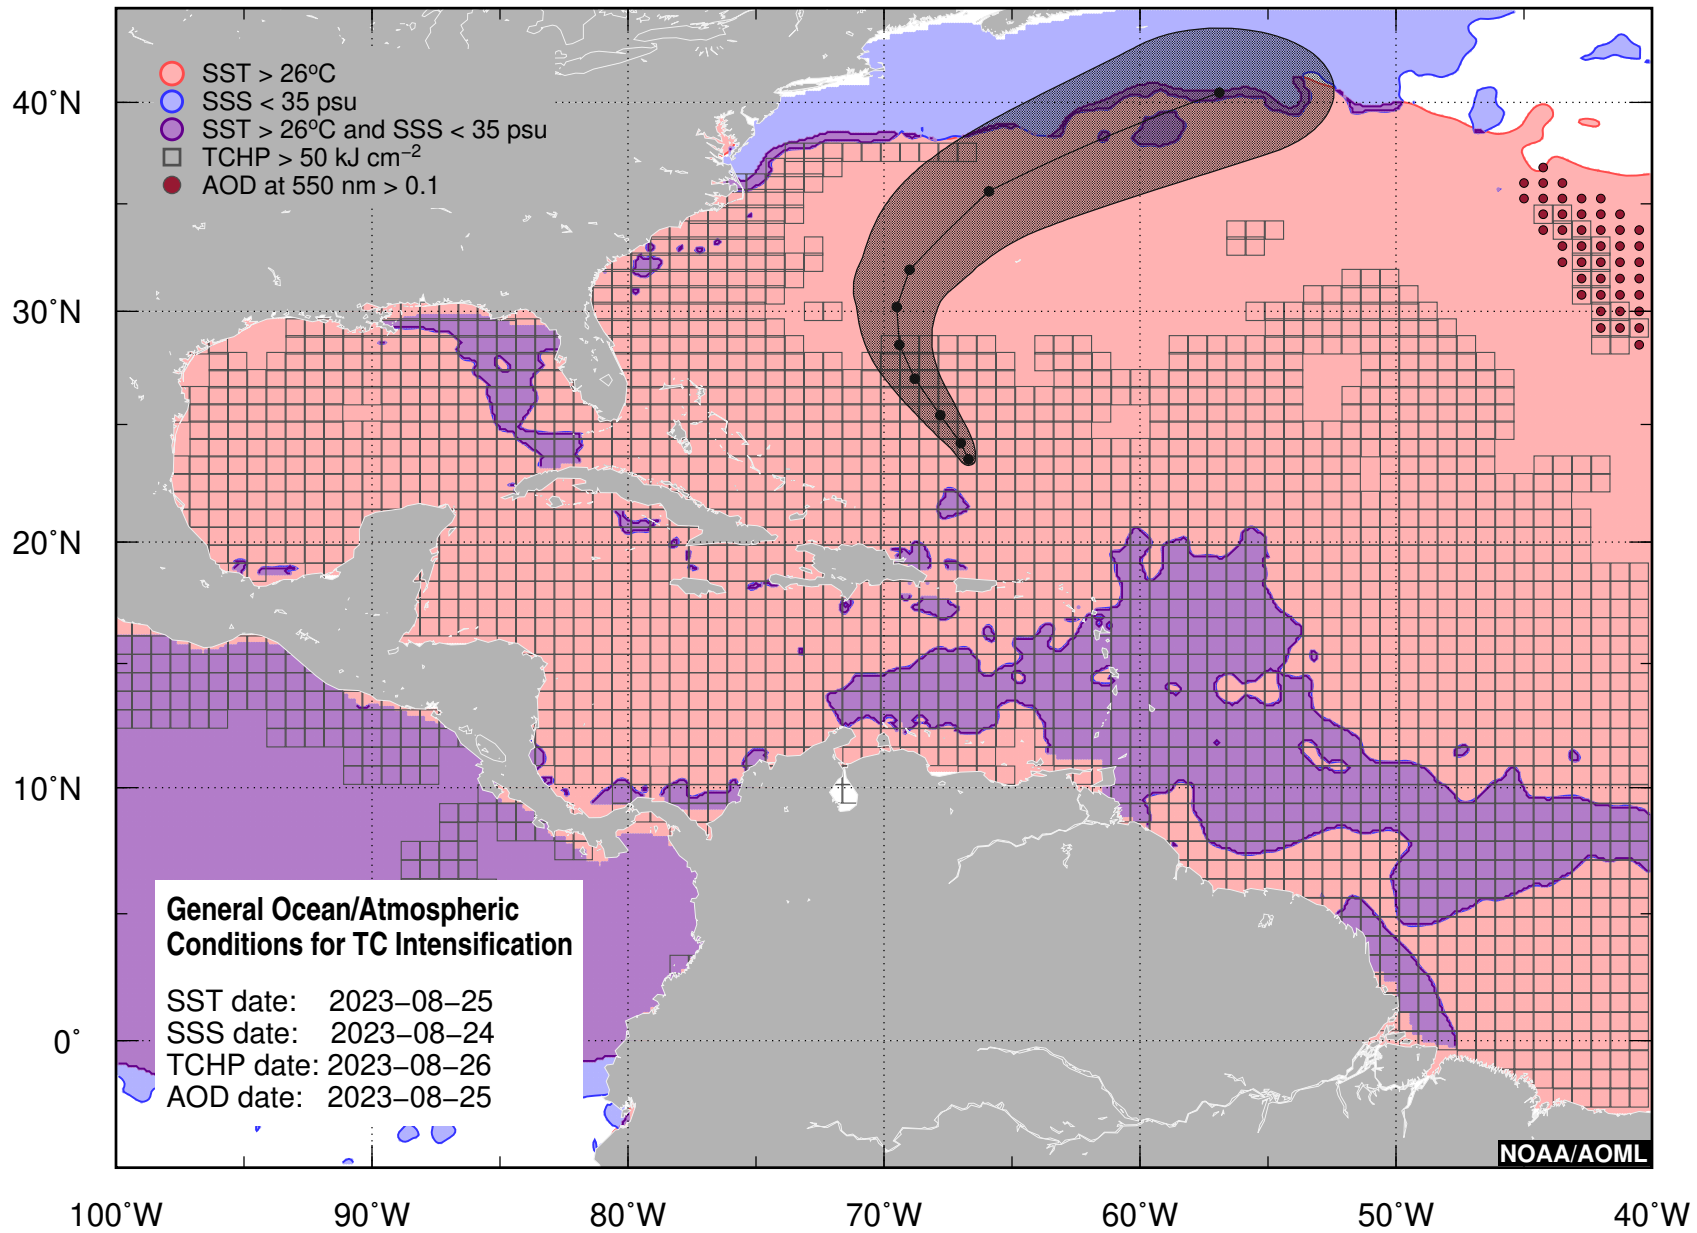 SST > 26ºC
SSS < 35 psu
SST > 26ºC and SSS < 35 psu
TCHP > 50 kJ cm⁻²
AOD at 550 nm > 0.1
40˚N
30˚N
20˚N
10˚N
0˚
General Ocean/Atmospheric
Conditions for TC Intensification
SST date: 2023−08−25
SSS date: 2023−08−24
TCHP date: 2023−08−26
AOD date: 2023−08−25
NOAA/AOML
100˚W 90˚W 80˚W 70˚W 60˚W 50˚W 40˚W